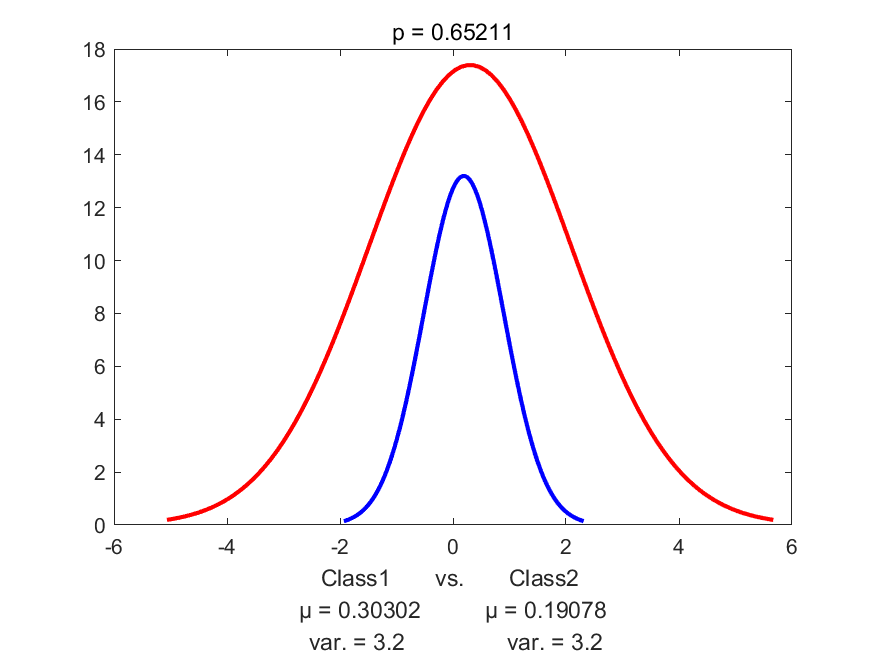 p = 0.65211
18
16
14
12
10
8
6
4
2
0
-6 -4 -2 0 2 4 6
Class1 vs. Class2
μ = 0.30302 μ = 0.19078
var. = 3.2 var. = 3.2